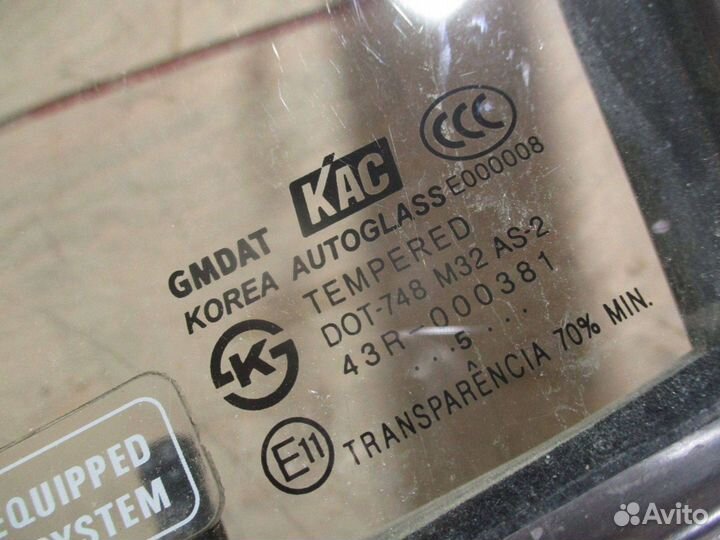 CCC
KAC
E000008
GMDAT
KOREA AUTOGLASS
TEMPERED
DOT-748 M32 AS-2
43R-000381
...5...
E11
TRANSPARÊNCIA 70% MIN.
EQUIPPED
SYSTEM
Avito